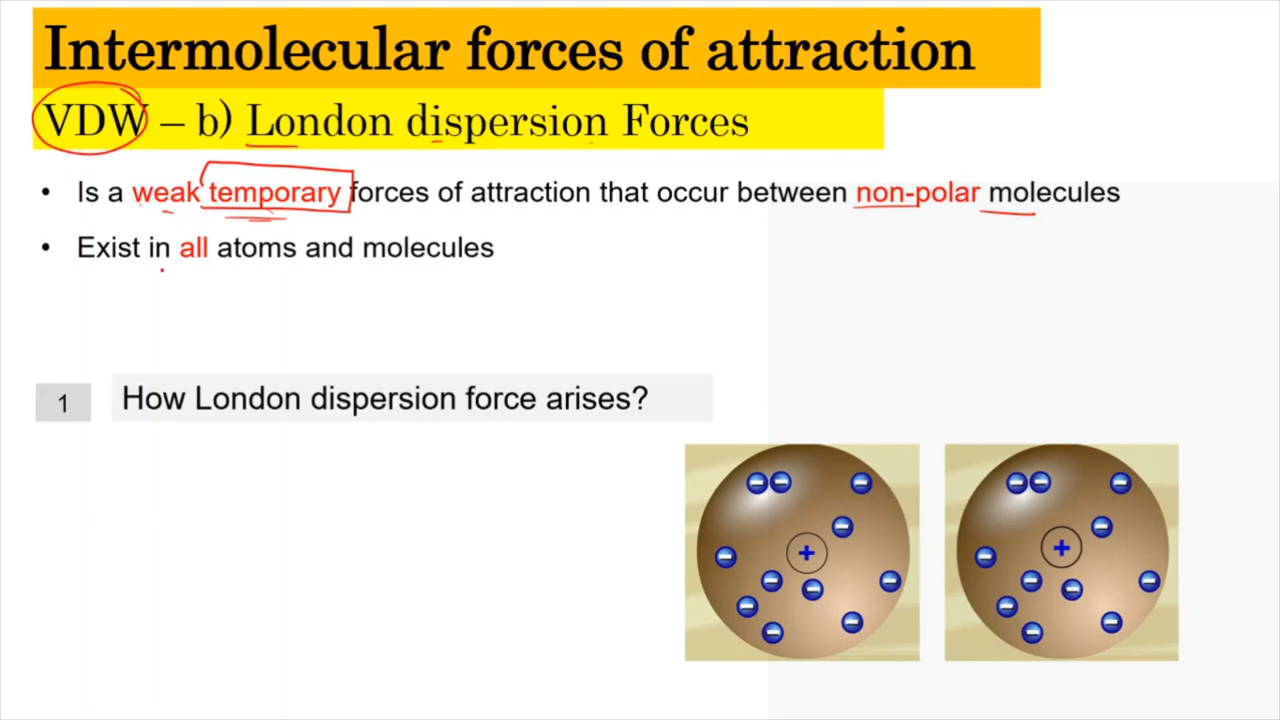 Intermolecular forces of attraction
VDW – b) London dispersion Forces
• Is a weak temporary forces of attraction that occur between non-polar molecules
• Exist in all atoms and molecules
1 How London dispersion force arises?
+ +